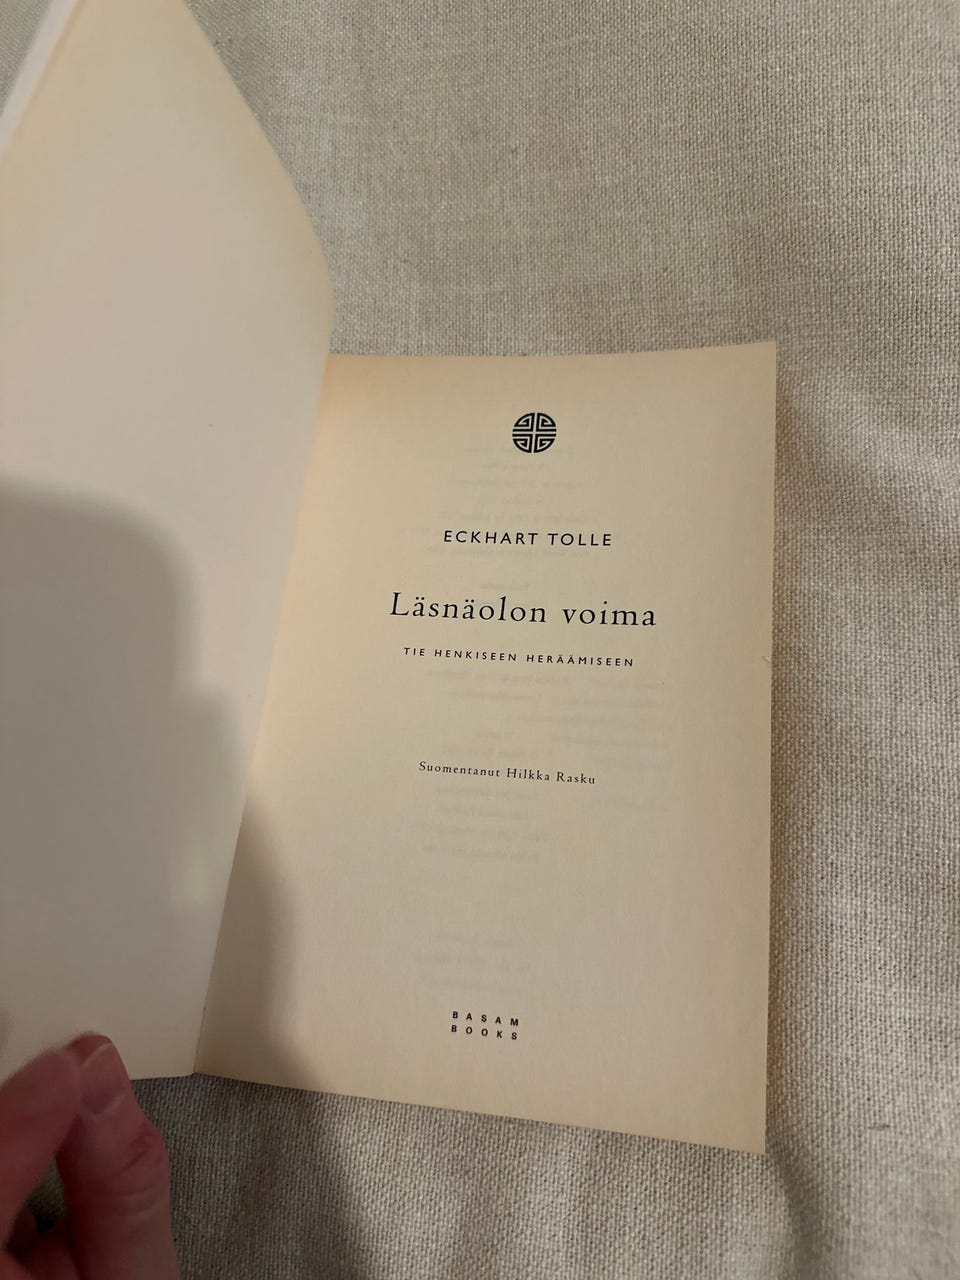 ECKHART TOLLE
Läsnäolon voima
TIE HENKISEEN HERÄÄMISEEN
Suomentanut Hilkka Rasku
BASAM
BOOKS